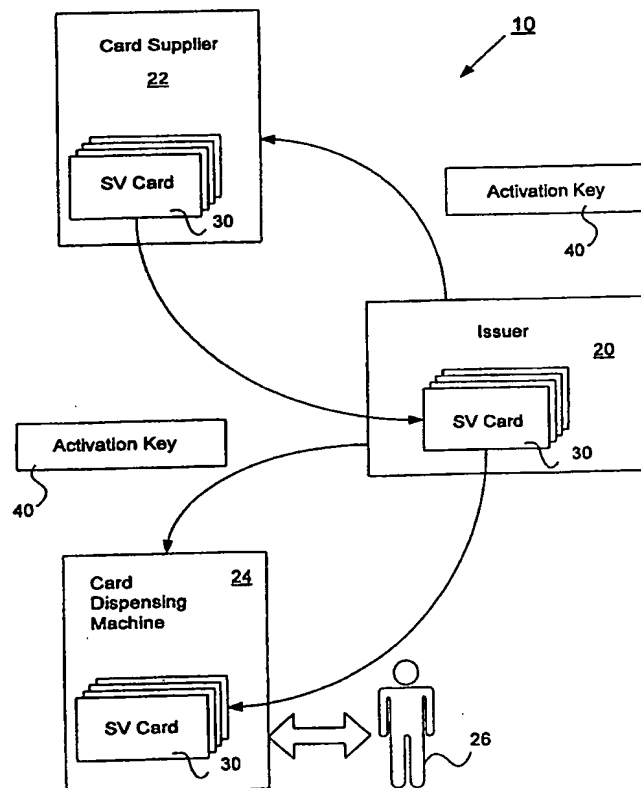 10
Card Supplier
22
SV Card
30
Activation Key
40
Issuer
20
SV Card
30
Activation Key
40
Card
Dispensing
Machine
24
SV Card
30
26